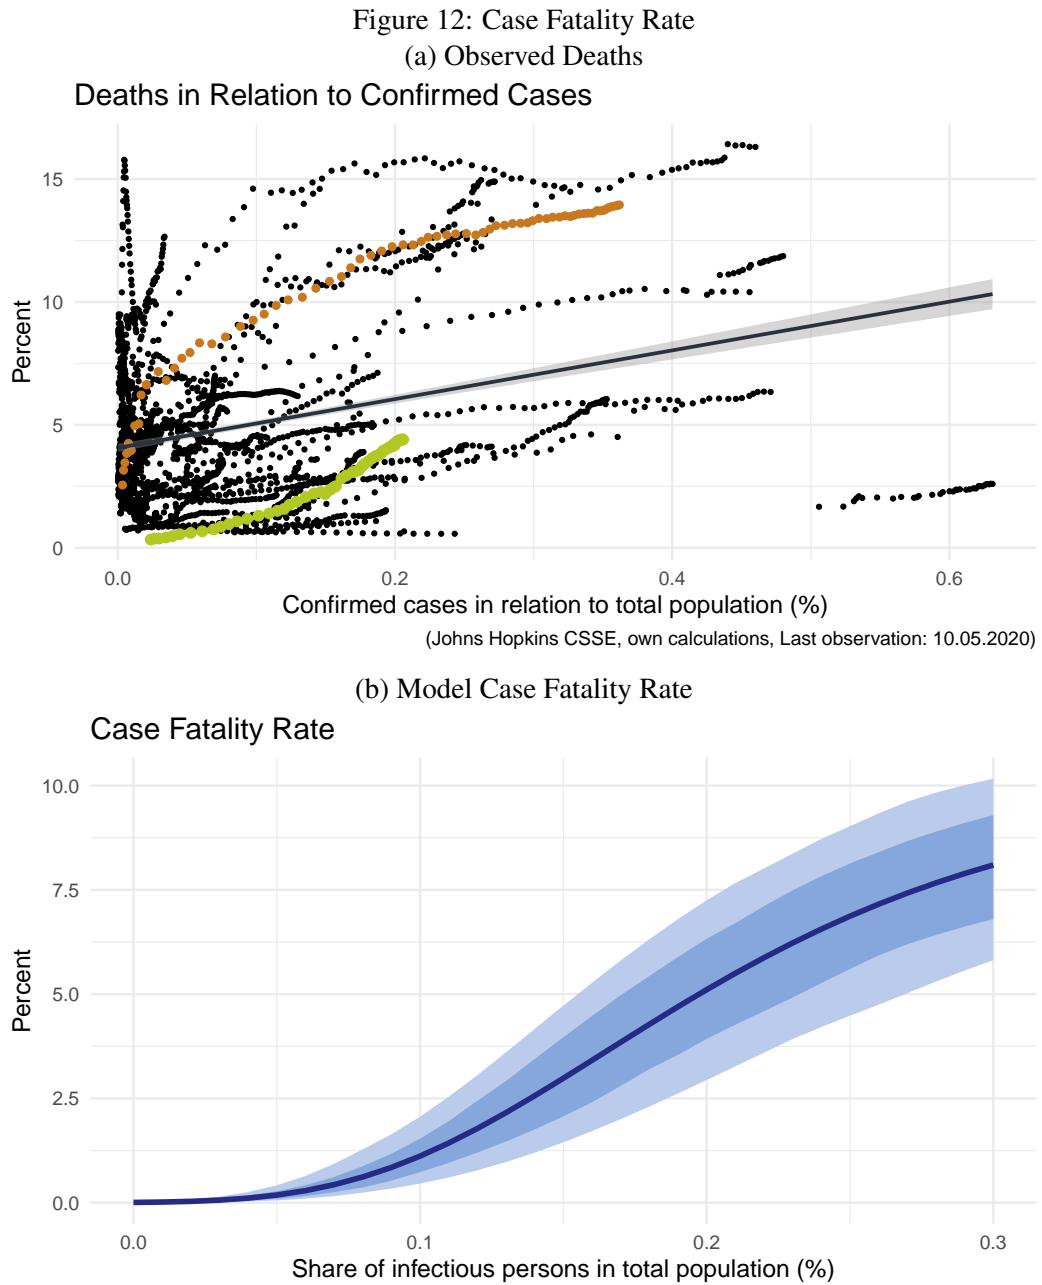 Figure 12: Case Fatality Rate
(a) Observed Deaths
Deaths in Relation to Confirmed Cases
Percent
15
10
5
0
0.0 0.2 0.4 0.6
Confirmed cases in relation to total population (%)
(Johns Hopkins CSSE, own calculations, Last observation: 10.05.2020)
(b) Model Case Fatality Rate
Case Fatality Rate
Percent
10.0
7.5
5.0
2.5
0.0
0.0 0.1 0.2 0.3
Share of infectious persons in total population (%)